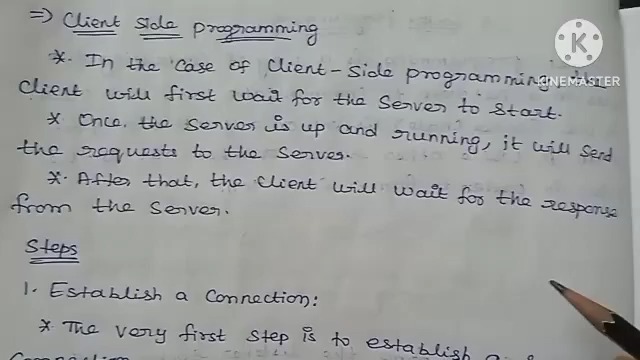 ⇒ Client side programming
* In the case of Client-side programming, the
client will first wait for the server to start.
* Once, the server is up and running, it will send
the requests to the server.
* After that, the client will wait for the response
from the server.
Steps
1. Establish a connection:
* The very first step is to establish a
KINEMASTER